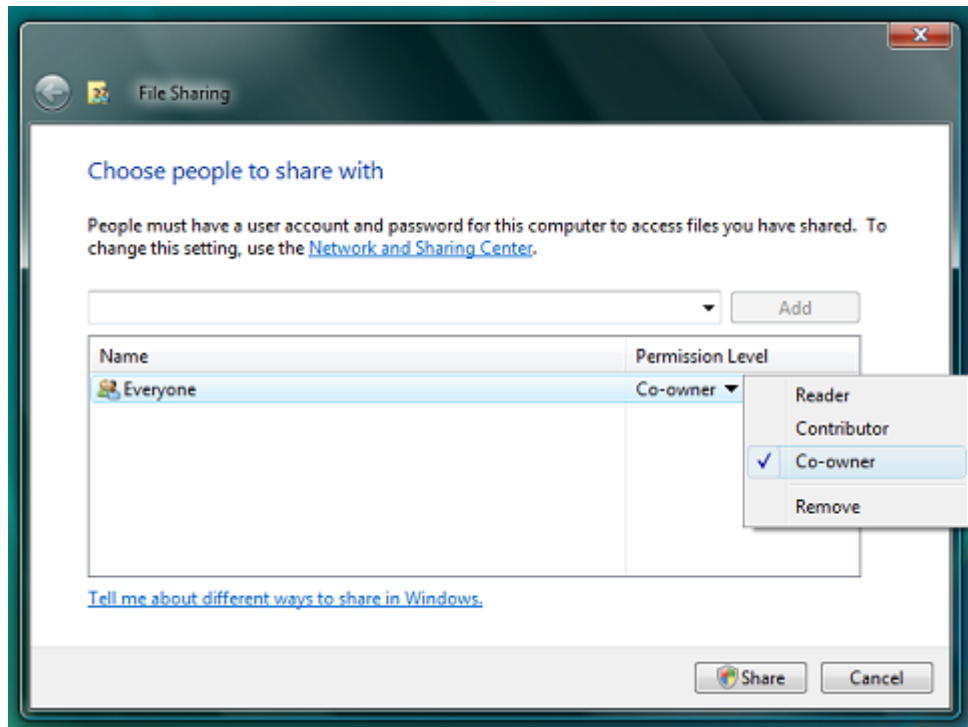 File Sharing
Choose people to share with
People must have a user account and password for this computer to access files you have shared.  To
change this setting, use the Network and Sharing Center.
Add
Name Permission Level
Everyone Co-owner
Reader
Contributor
Co-owner
Remove
Tell me about different ways to share in Windows.
Share Cancel